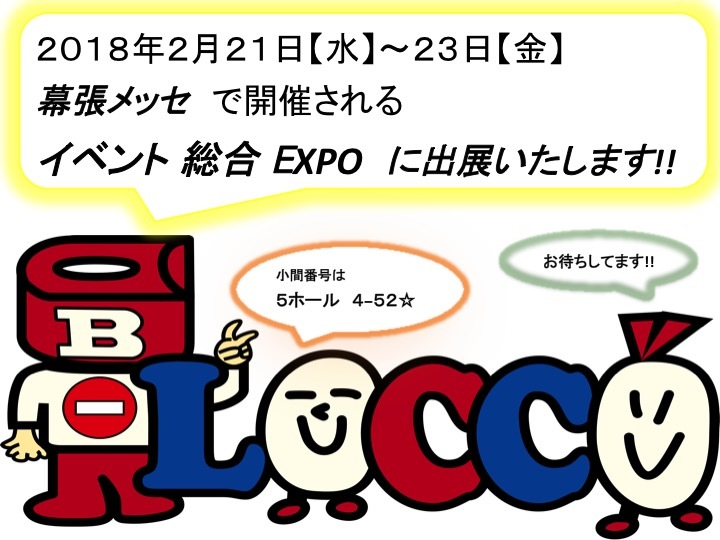 ２０１８年２月２１日【水】～２３日【金】
幕張メッセ　で開催される
イベント 総合 EXPO　に出展いたします!!
小間番号は
５ホール　４−５２☆
お待ちしてます!!
BLOCCO